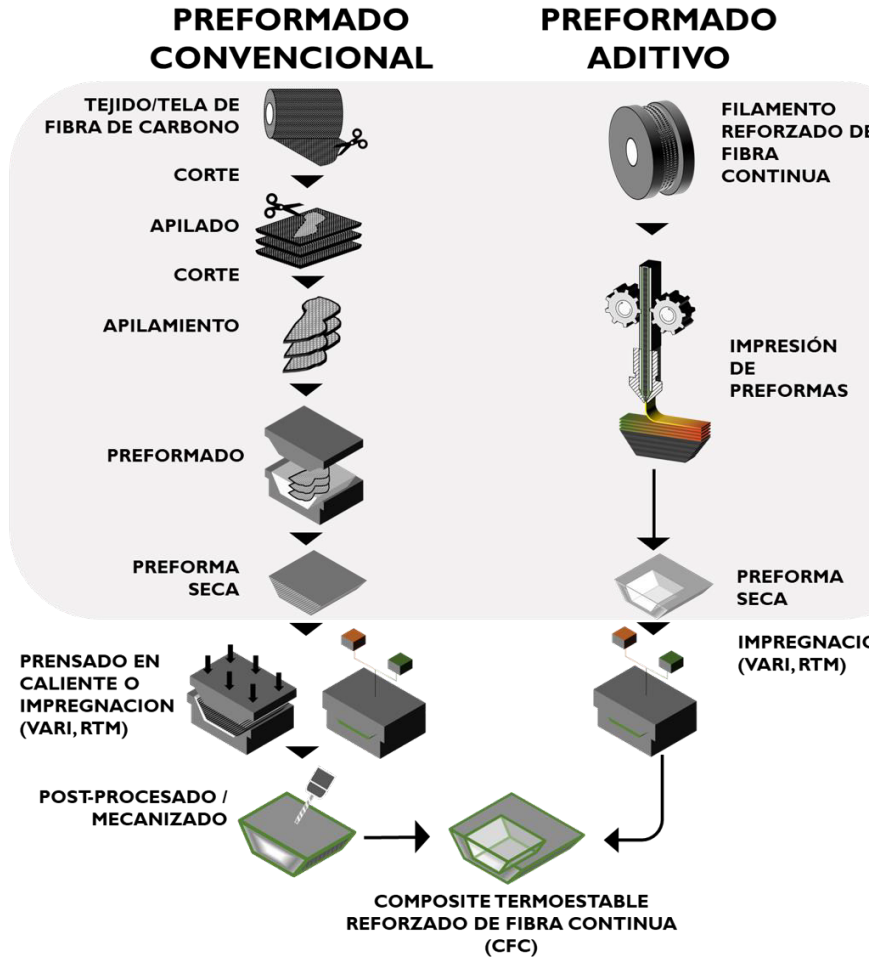 PREFORMADO
CONVENCIONAL
TEJIDO/TELA DE
FIBRA DE CARBONO
CORTE
APILADO
CORTE
APILAMIENTO
PREFORMADO
PREFORMA
SECA
PRENSADO EN
CALIENTE O
IMPREGNACION
(VARI, RTM)
POST-PROCESADO /
MECANIZADO
PREFORMADO
ADITIVO
FILAMENTO
REFORZADO DE
FIBRA
CONTINUA
IMPRESIÓN
DE
PREFORMAS
PREFORMA
SECA
IMPREGNACIO
(VARI, RTM)
COMPOSITE TERMOESTABLE
REFORZADO DE FIBRA CONTINUA
(CFC)